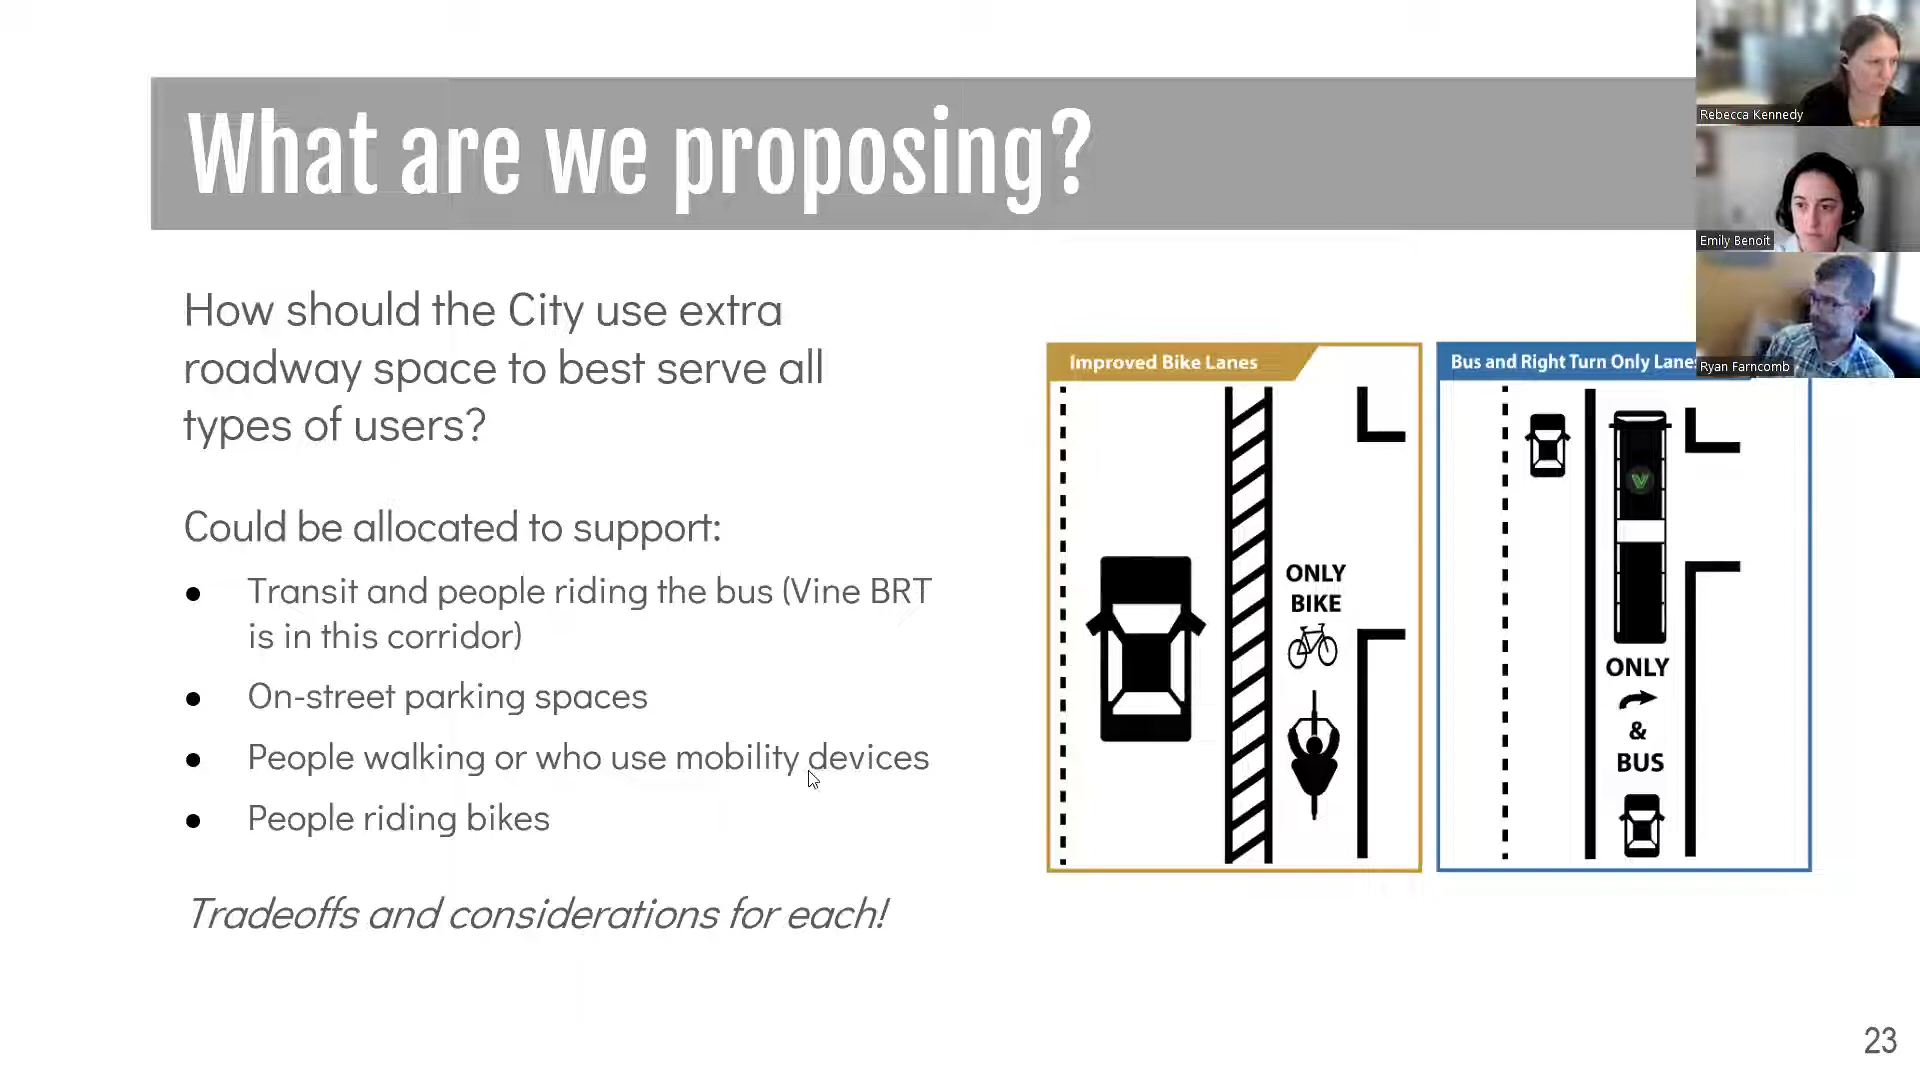 What are we proposing?
Rebecca Kennedy
Emily Benoit
Ryan Farncomb
How should the City use extra
roadway space to best serve all
types of users?
Could be allocated to support:
● Transit and people riding the bus (Vine BRT
is in this corridor)
● On-street parking spaces
● People walking or who use mobility devices
● People riding bikes
Tradeoffs and considerations for each!
Improved Bike Lanes
ONLY
BIKE
Bus and Right Turn Only Lanes
V
ONLY
&
BUS
23